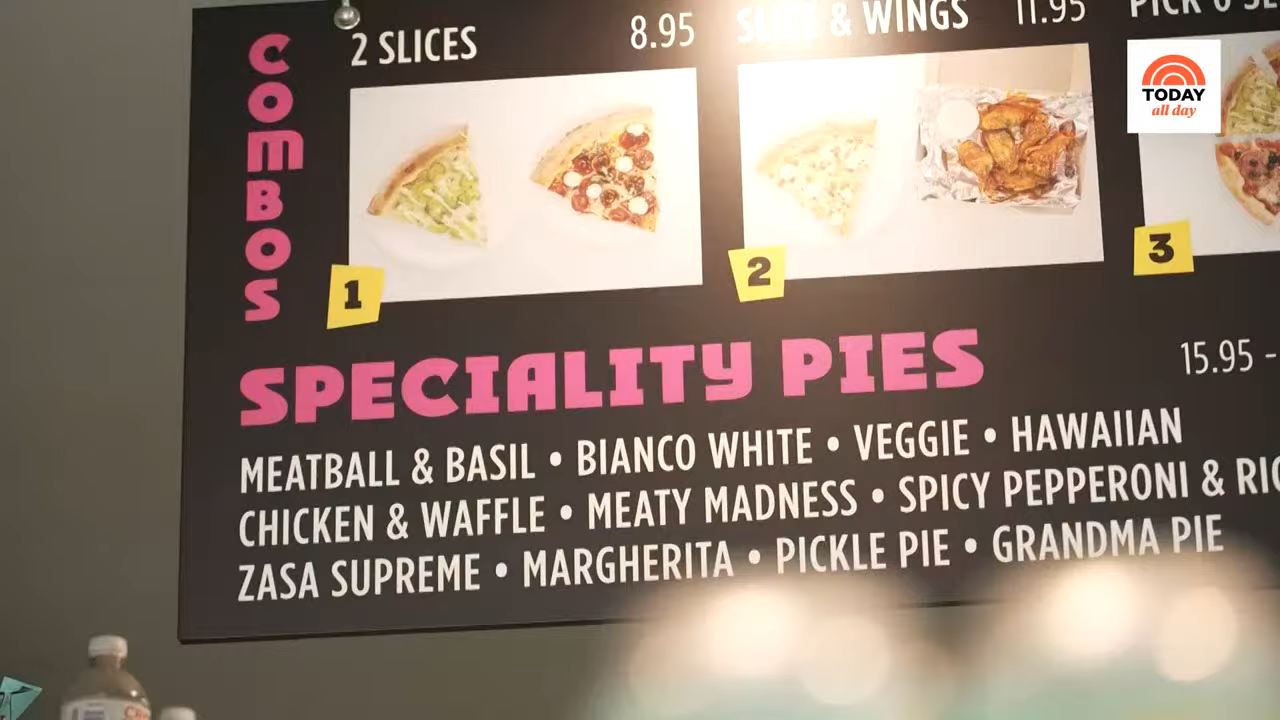 COMBOS
2 SLICES 8.95
& WINGS 11.95
PICK
TODAY
all day
1
2
3
SPECIALITY PIES
15.95 -
MEATBALL & BASIL • BIANCO WHITE • VEGGIE • HAWAIIAN
CHICKEN & WAFFLE • MEATY MADNESS • SPICY PEPPERONI &
ZASA SUPREME • MARGHERITA • PICKLE PIE • GRANDMA PIE